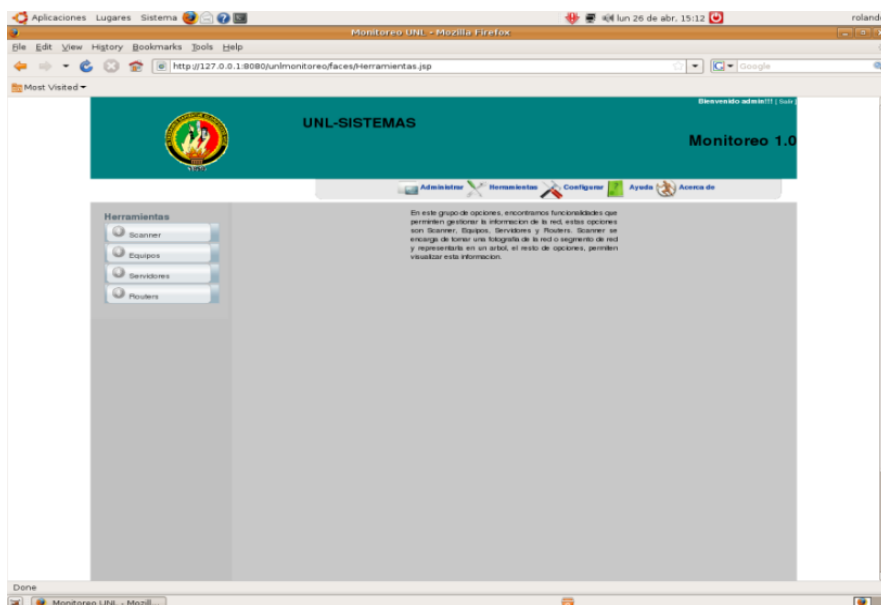 Aplicaciones Lugares Sistema lun 26 de abr, 15:12 rolando
Monitoreo UNL - Mozilla Firefox
File Edit View History Bookmarks Tools Help
http://127.0.0.1:8080/unlmonitoreo/faces/Herramientas.jsp Google
Most Visited
Bienvenido admin!!! | Salir |
UNL-SISTEMAS
Monitoreo 1.0
1859
Administrar Herramientas Configurar Ayuda Acerca de
Herramientas
Scanner
Equipos
Servidores
Routers
En este grupo de opciones, encontramos funcionalidades que
perminten gestionar la informacion de la red, estas opciones
son Scanner, Equipos, Servidores y Routers. Scanner se
encarga de tomar una fotografia de la red o segmento de red
y representarla en un arbol, el resto de opciones, permiten
visualizar esta informacion.
Done
Monitoreo UNL - Mozill...